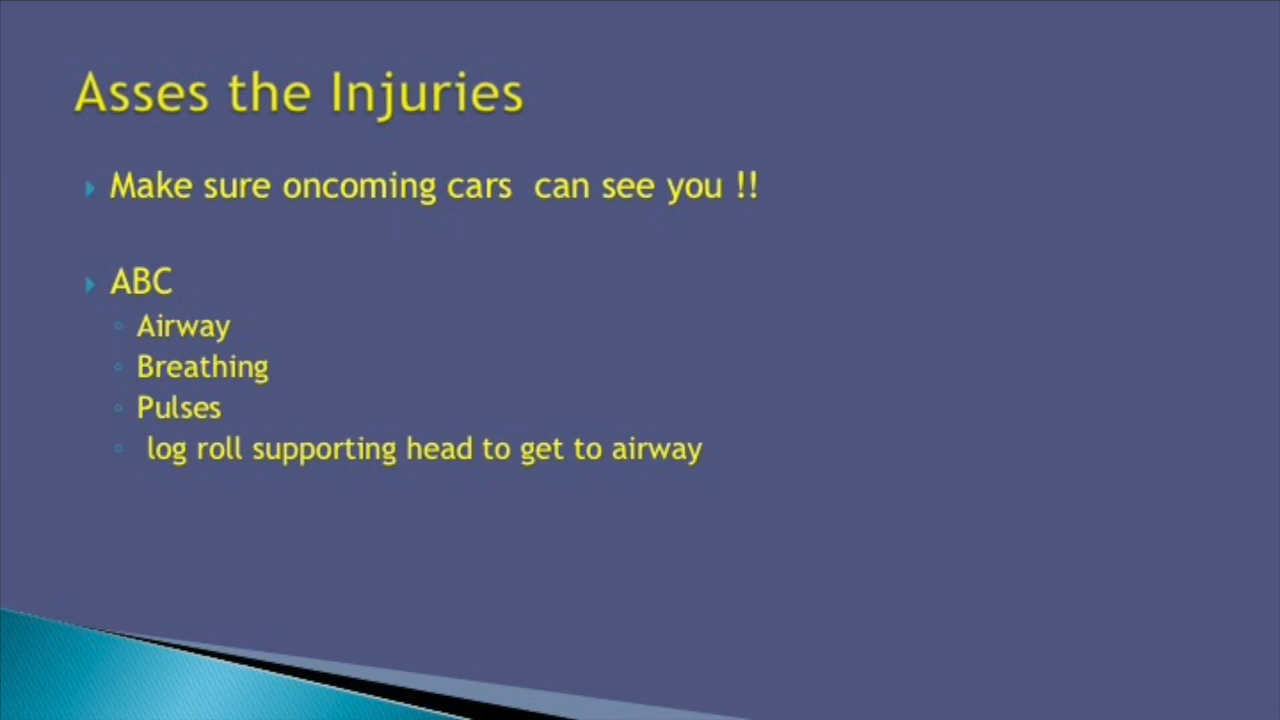 Asses the Injuries
Make sure oncoming cars can see you !!
ABC
Airway
Breathing
Pulses
log roll supporting head to get to airway